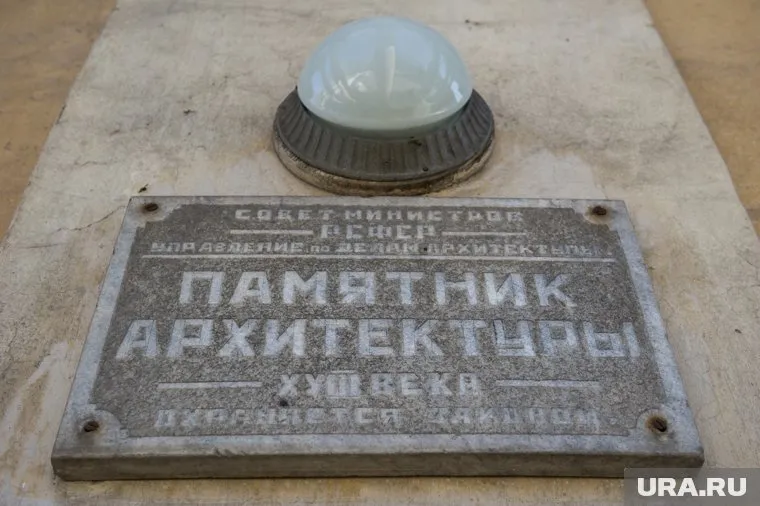 СОВЕТ МИНИСТРОВ
РСФСР
УПРАВЛЕНИЕ ПО ДЕЛАМ АРХИТЕКТУРЫ
ПАМЯТНИК
АРХИТЕКТУРЫ
XVIII ВЕКА
ОХРАНЯЕТСЯ ЗАКОНОМ
URA.RU